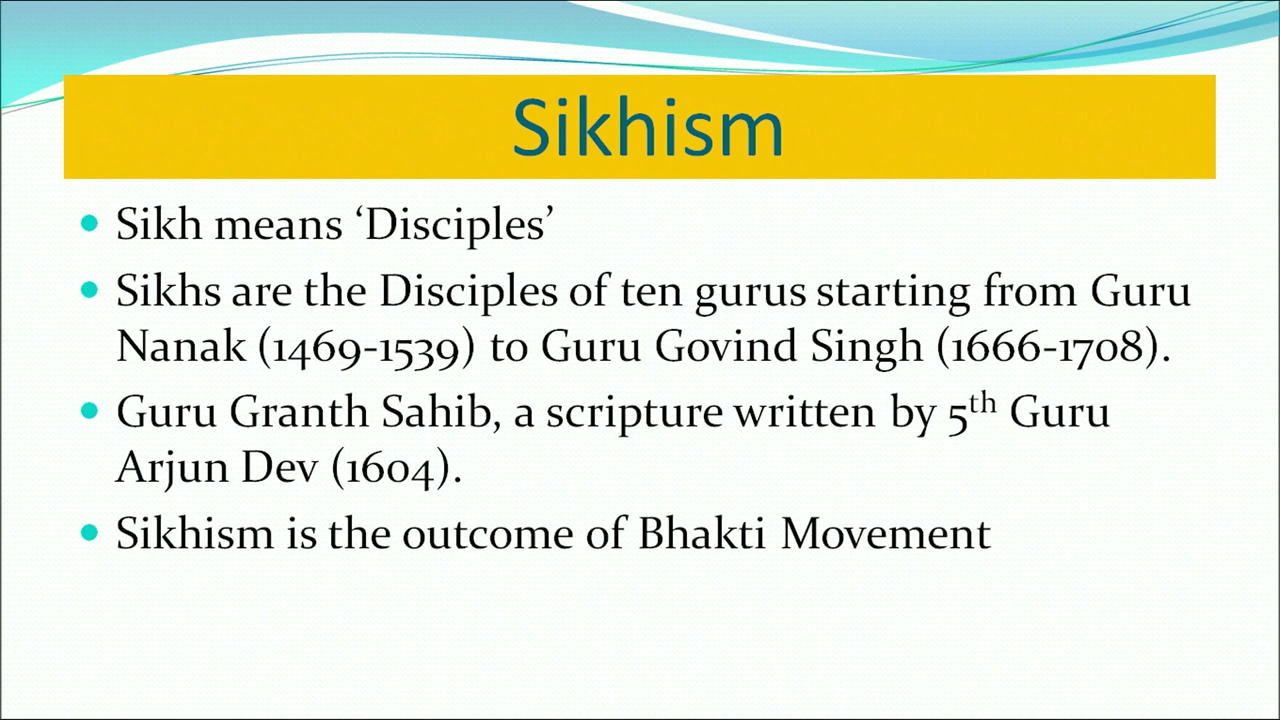 Sikhism
• Sikh means ‘Disciples’
• Sikhs are the Disciples of ten gurus starting from Guru
Nanak (1469-1539) to Guru Govind Singh (1666-1708).
• Guru Granth Sahib, a scripture written by 5th Guru
Arjun Dev (1604).
• Sikhism is the outcome of Bhakti Movement